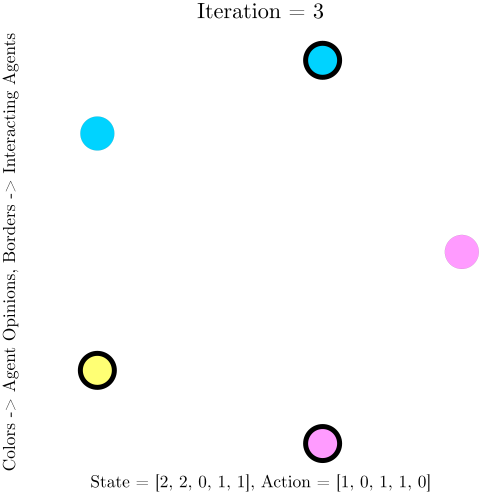 Iteration = 3
Colors -> Agent Opinions, Borders -> Interacting Agents
State = [2, 2, 0, 1, 1], Action = [1, 0, 1, 1, 0]